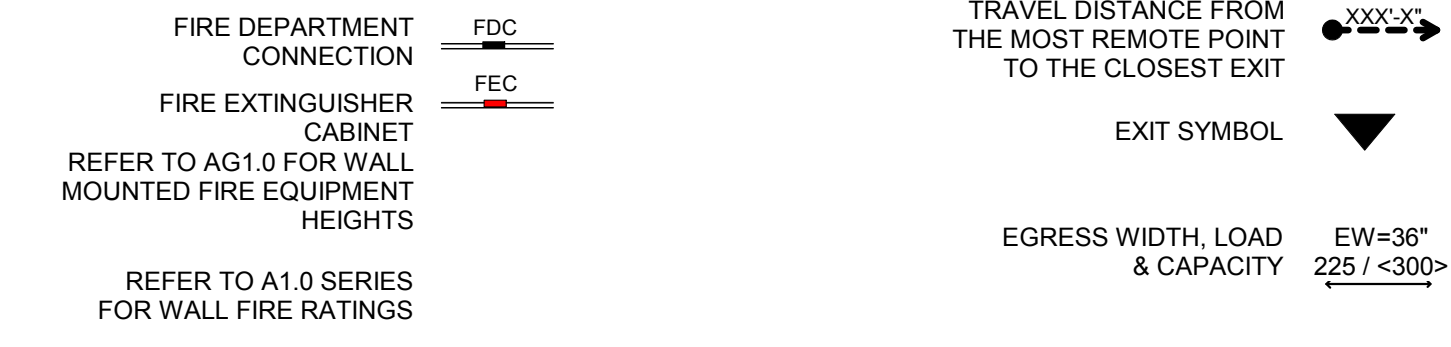 FIRE DEPARTMENT
CONNECTION
FDC
FIRE EXTINGUISHER
CABINET
FEC
REFER TO AG1.0 FOR WALL
MOUNTED FIRE EQUIPMENT
HEIGHTS
REFER TO A1.0 SERIES
FOR WALL FIRE RATINGS
TRAVEL DISTANCE FROM
THE MOST REMOTE POINT
TO THE CLOSEST EXIT
XXX'-X"
EXIT SYMBOL
EGRESS WIDTH, LOAD
& CAPACITY
EW=36"
225 / <300>